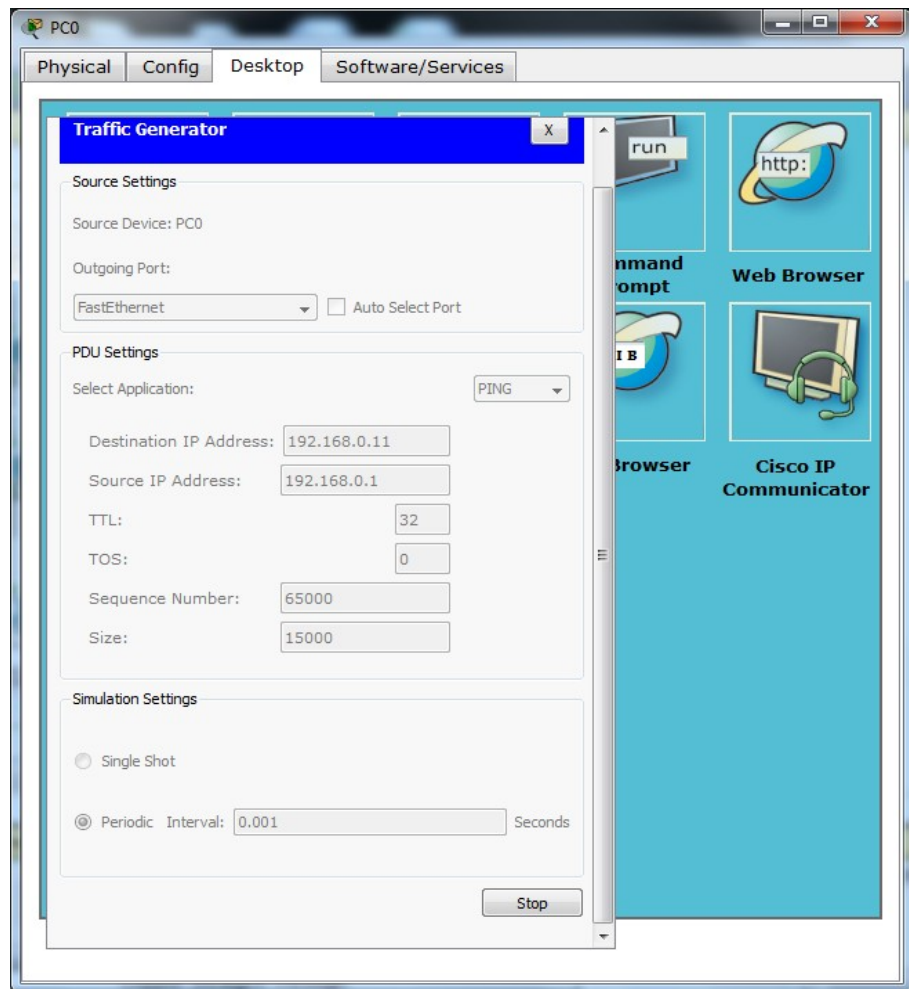 PC0
Physical Config Desktop Software/Services
Traffic Generator X
run
http:
Source Settings
Source Device: PC0
Outgoing Port:
FastEthernet Auto Select Port
mmand
ompt
Web Browser
PDU Settings
Select Application: PING
I B
Destination IP Address: 192.168.0.11
Source IP Address: 192.168.0.1
Browser
Cisco IP
Communicator
TTL: 32
TOS: 0
Sequence Number: 65000
Size: 15000
Simulation Settings
Single Shot
Periodic Interval: 0.001 Seconds
Stop